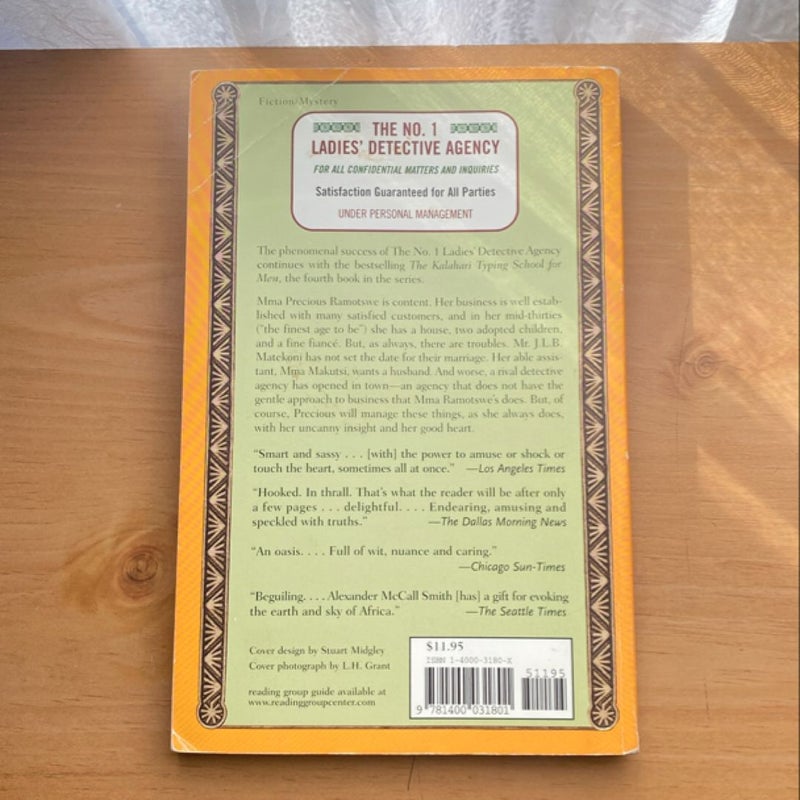 Fiction/Mystery
THE NO. 1
LADIES' DETECTIVE AGENCY
FOR ALL CONFIDENTIAL MATTERS AND INQUIRIES
Satisfaction Guaranteed for All Parties
UNDER PERSONAL MANAGEMENT
The phenomenal success of The No. 1 Ladies' Detective Agency
continues with the bestselling The Kalahari Typing School for
Men, the fourth book in the series.
Mma Precious Ramotswe is content. Her business is well estab-
lished with many satisfied customers, and in her mid-thirties
("the finest age to be") she has a house, two adopted children,
and a fine fiancé. But, as always, there are troubles. Mr. J.L.B.
Matekoni has not set the date for their marriage. Her able assis-
tant, Mma Makutsi, wants a husband. And worse, a rival detective
agency has opened in town—an agency that does not have the
gentle approach to business that Mma Ramotswe's does. But, of
course, Precious will manage these things, as she always does,
with her uncanny insight and her good heart.
"Smart and sassy . . . [with] the power to amuse or shock or
touch the heart, sometimes all at once." —Los Angeles Times
"Hooked. In thrall. That's what the reader will be after only
a few pages . . . delightful. . . . Endearing, amusing and
speckled with truths." —The Dallas Morning News
"An oasis. . . . Full of wit, nuance and caring."
—Chicago Sun-Times
"Beguiling. . . . Alexander McCall Smith [has] a gift for evoking
the earth and sky of Africa." —The Seattle Times
Cover design by Stuart Midgley
Cover photograph by L.H. Grant
reading group guide available at
www.readinggroupcenter.com
$11.95
ISBN 1-4000-3180-X
51195
9 781400 031801